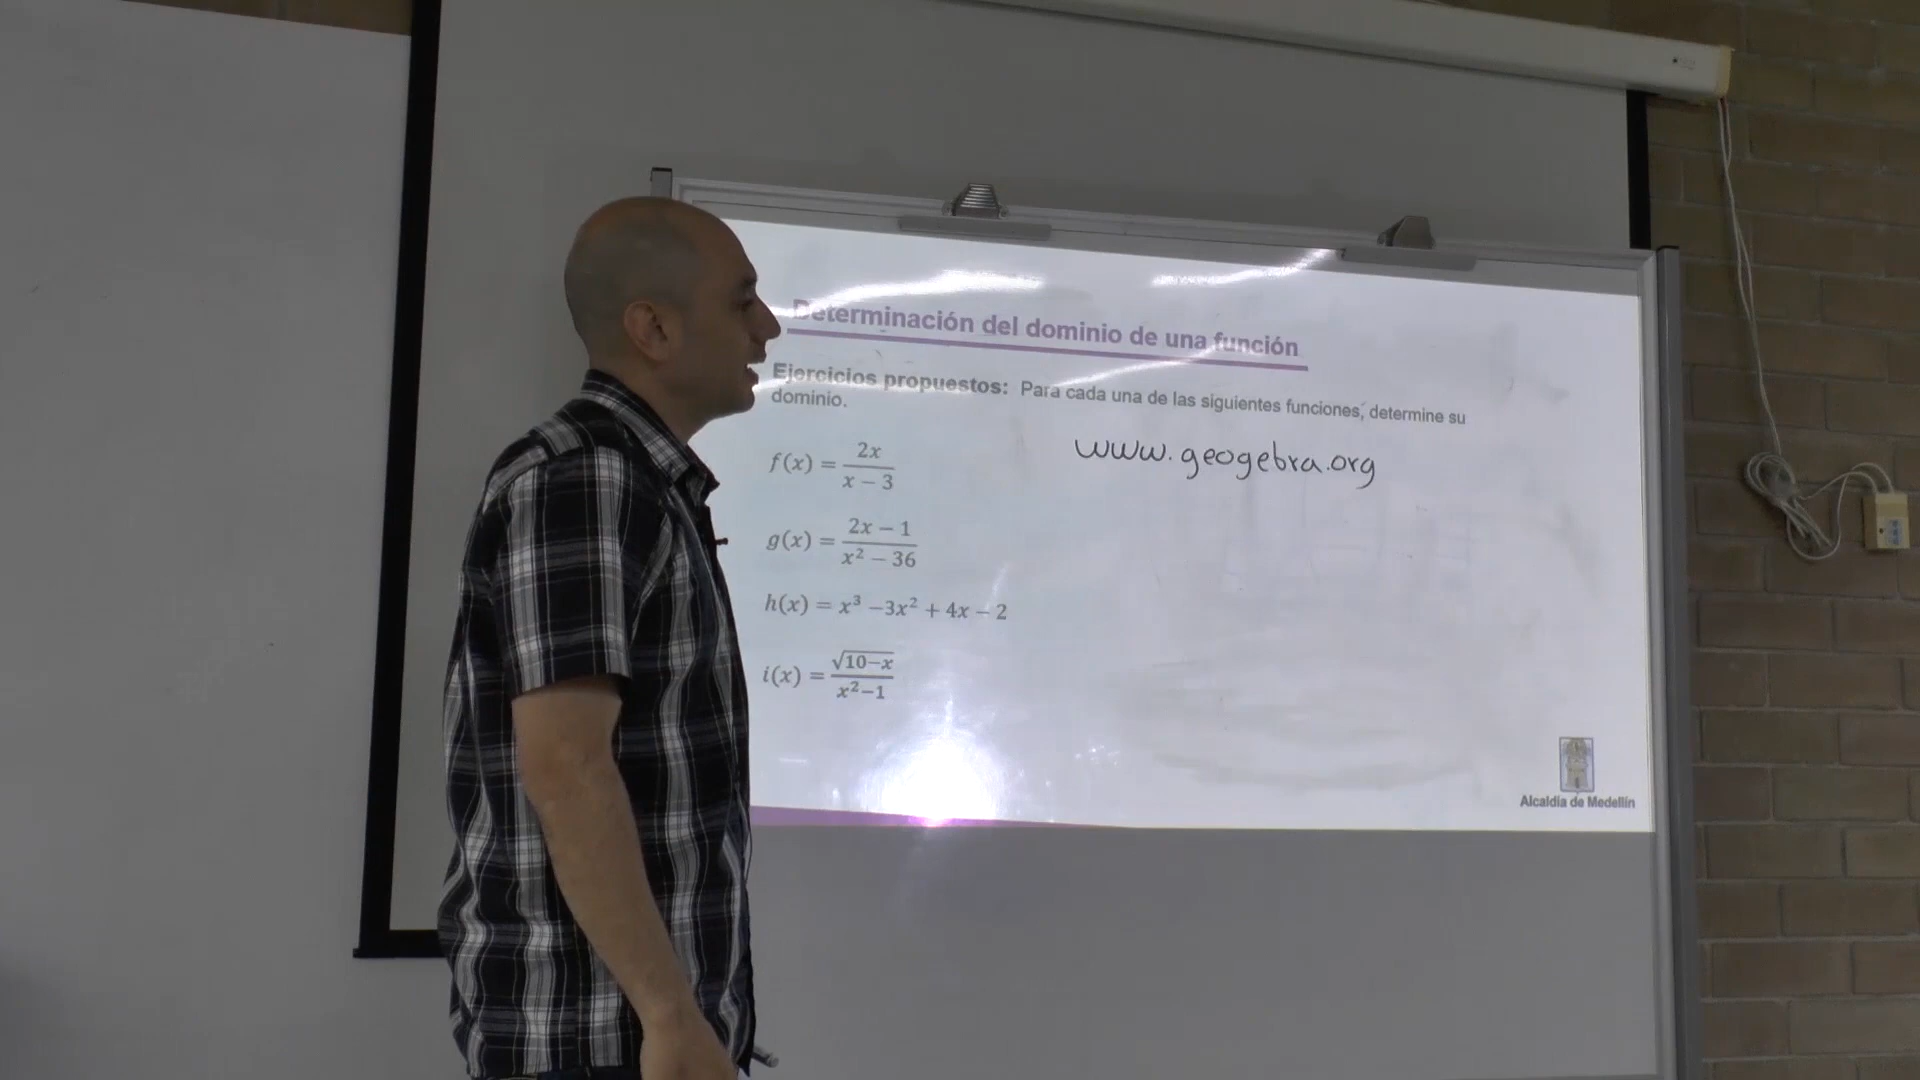 Determinación del dominio de una función
Ejercicios propuestos: Para cada una de las siguientes funciones, determine su
dominio.
www.geogebra.org
f(x) = 2x / x − 3
g(x) = 2x − 1 / x² − 36
h(x) = x³ −3x² + 4x − 2
i(x) = √10−x / x²−1
Alcaldía de Medellín